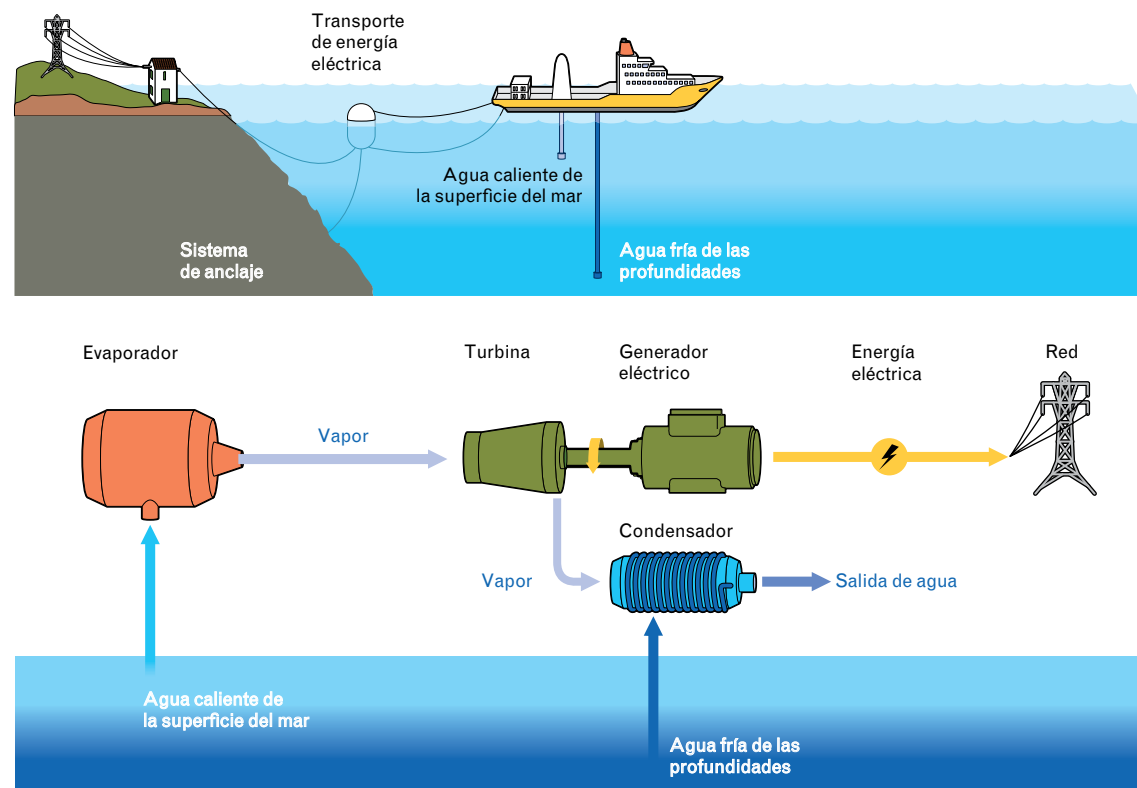 Transporte
de energía
eléctrica
Agua caliente de
la superficie del mar
Sistema
de anclaje
Agua fría de las
profundidades
Evaporador
Turbina
Generador
eléctrico
Energía
eléctrica
Red
Vapor
Condensador
Vapor
Salida de agua
Agua caliente de
la superficie del mar
Agua fría de las
profundidades